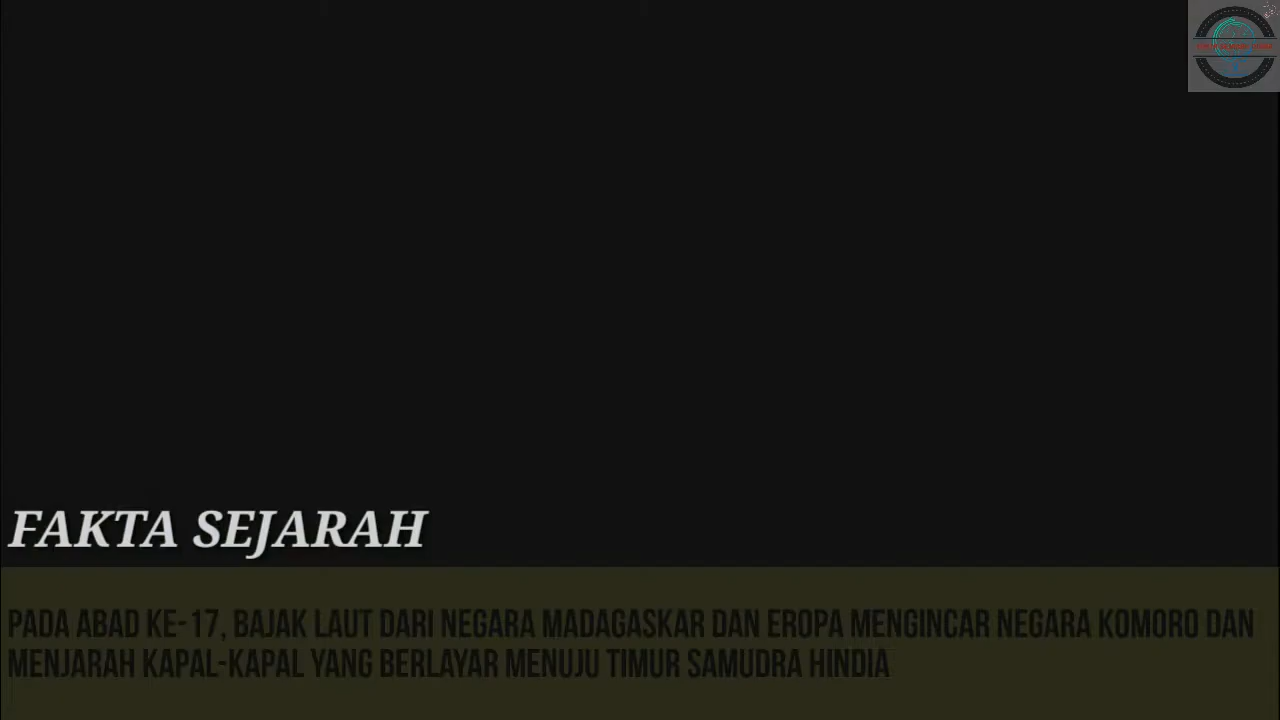 FAKTA SEJARAH
PADA ABAD KE-17, BAJAK LAUT DARI NEGARA MADAGASKAR DAN EROPA MENGINCAR NEGARA KOMORO DAN
MENJARAH KAPAL-KAPAL YANG BERLAYAR MENUJU TIMUR SAMUDRA HINDIA